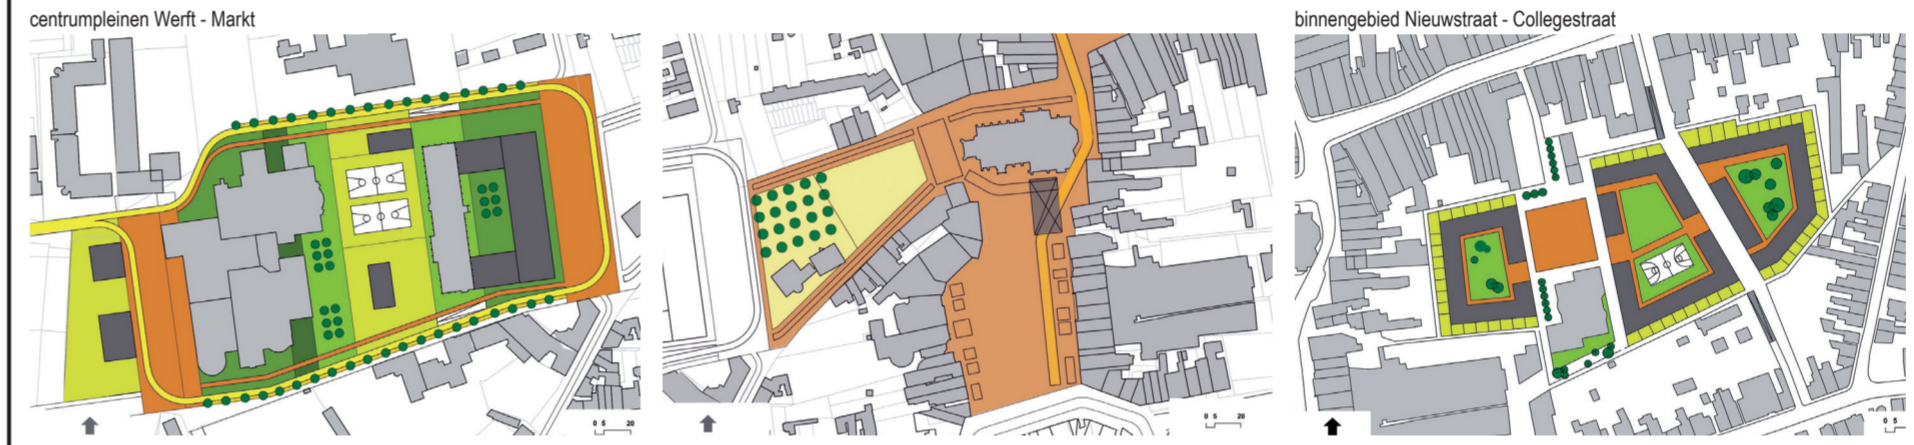 centrumpleinen Werft - Markt
binnengebied Nieuwstraat - Collegestraat
0 5 20
0 5 20
0 5